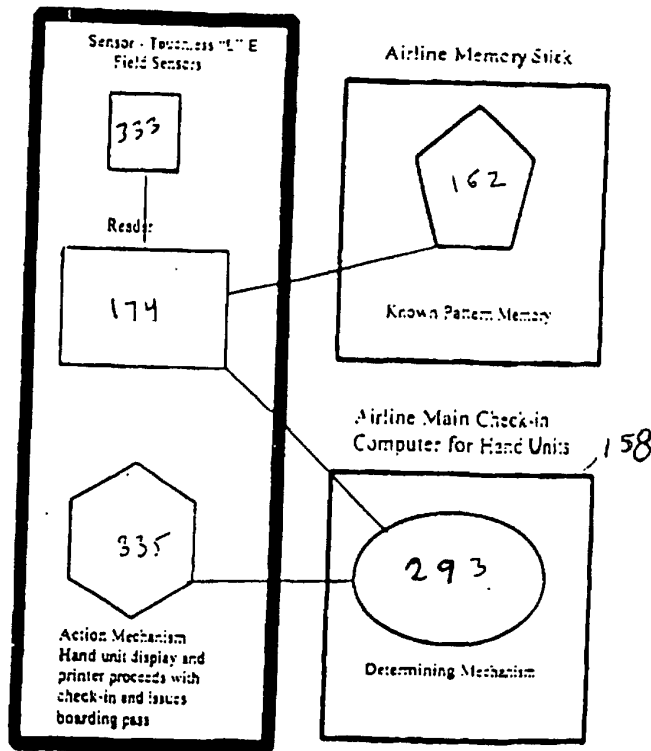 Sensor - Touchless "E" E
Field Sensors
333
Reader
174
Action Mechanism
Hand unit display and
printer proceeds with
check-in and issues
boarding pass
335
Airline Memory Stick
162
Known Pattern Memory
Airline Main Check-in
Computer for Hand Units
158
293
Determining Mechanism